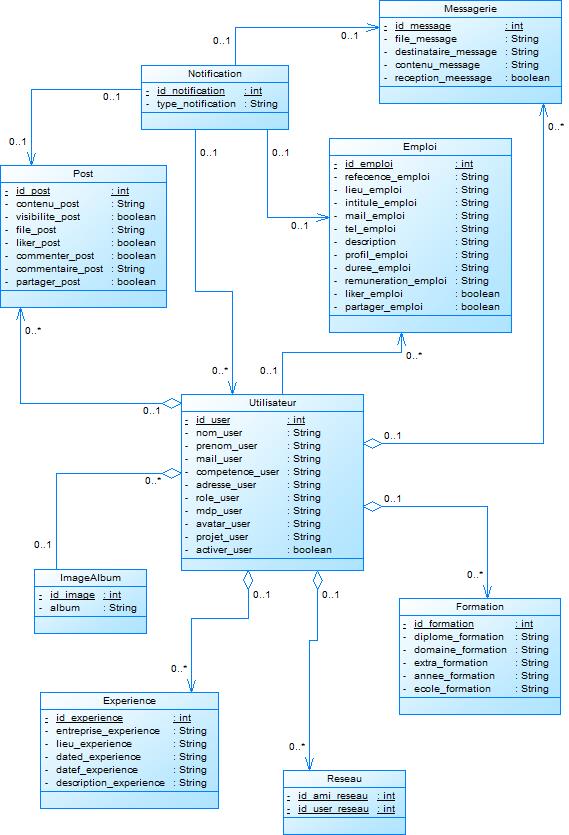 Messagerie
- id_message : int
- file_message : String
- destinataire_message : String
- contenu_message : String
- reception_meessage : boolean
0..1
0..1
Notification
- id_notification : int
- type_notification : String
0..1
0..1
0..1
0..1
0..1
0..*
Emploi
- id_emploi : int
- refecence_emploi : String
- lieu_emploi : String
- intitule_emploi : String
- mail_emploi : String
- tel_emploi : String
- description : String
- profil_emploi : String
- duree_emploi : String
- remuneration_emploi : String
- liker_emploi : boolean
- partager_emploi : boolean
Post
- id_post : int
- contenu_post : String
- visibilite_post : boolean
- file_post : String
- liker_post : boolean
- commenter_post : boolean
- commentaire_post : String
- partager_post : boolean
0..*
0..*
0..1
0..*
0..1
Utilisateur
- id_user : int
- nom_user : String
- prenom_user : String
- mail_user : String
- competence_user : String
- adresse_user : String
- role_user : String
- mdp_user : String
- avatar_user : String
- projet_user : String
- activer_user : boolean
0..1
0..*
0..1
0..1
0..*
ImageAlbum
- id_image : int
- album : String
0..1
0..1
Formation
- id_formation : int
- diplome_formation : String
- domaine_formation : String
- extra_formation : String
- annee_formation : String
- ecole_formation : String
0..*
Experience
- id_experience : int
- entreprise_experience : String
- lieu_experience : String
- dated_experience : String
- datef_experience : String
- description_experience : String
0..*
Reseau
- id_ami_reseau : int
- id_user_reseau : int